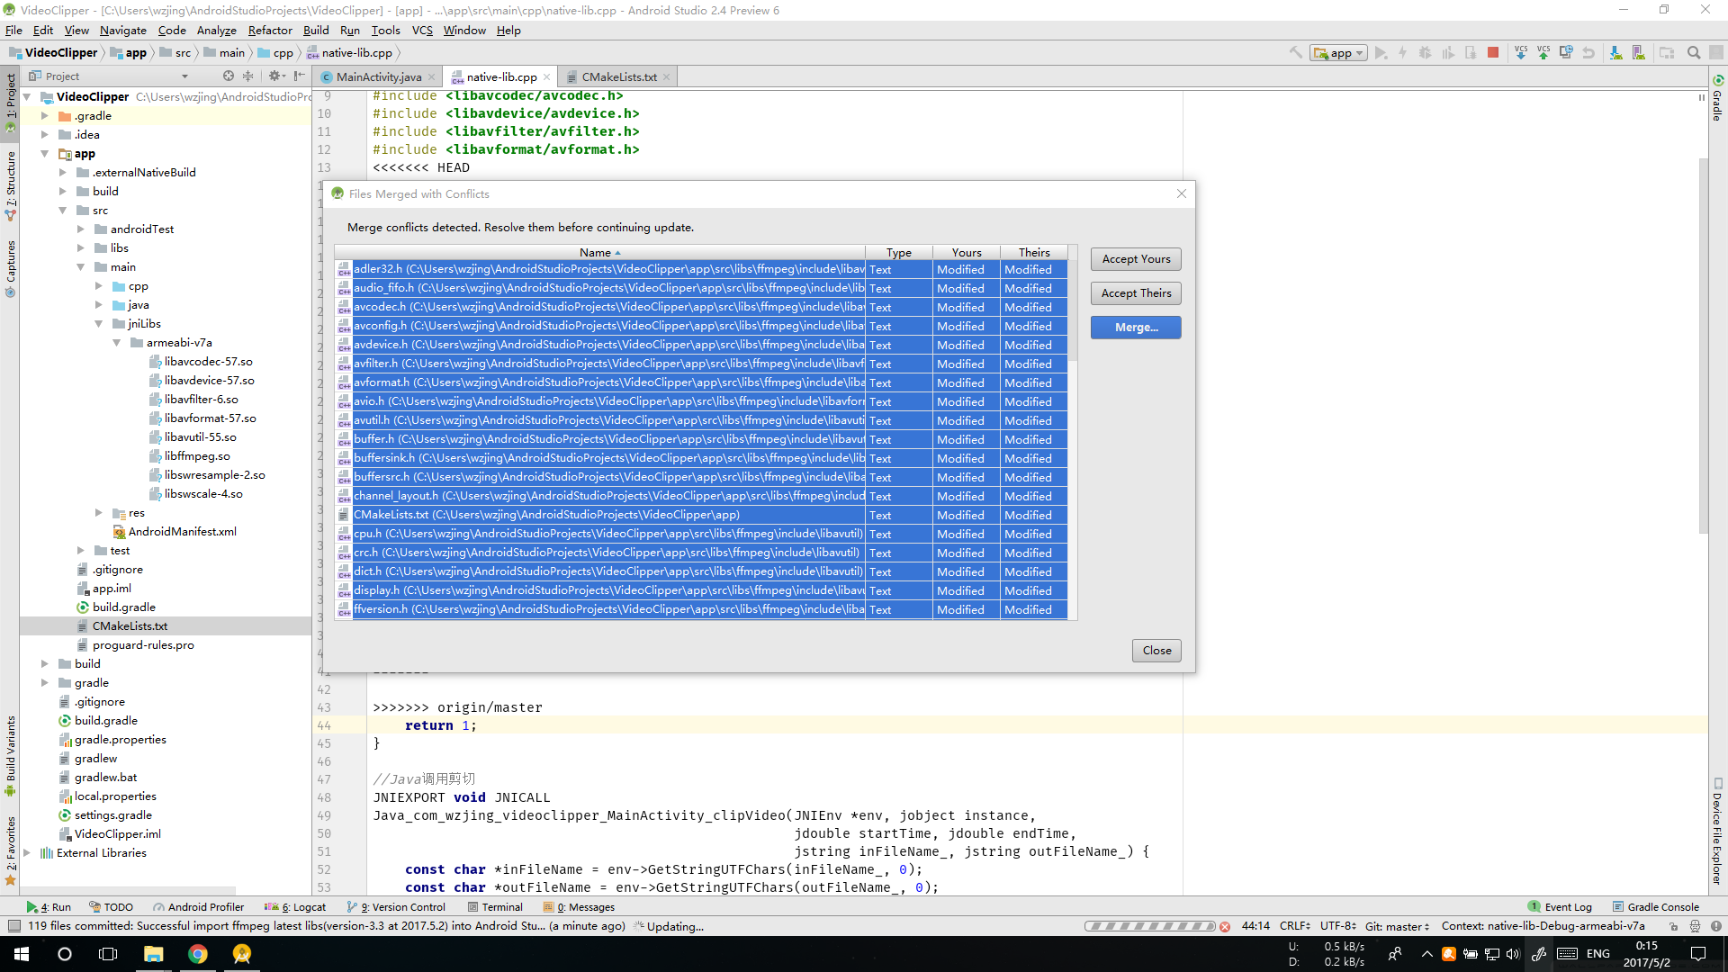 VideoClipper - [C:\Users\wzjing\AndroidStudioProjects\VideoClipper] - [app] - ...\app\src\main\cpp\native-lib.cpp - Android Studio 2.4 Preview 6
File Edit View Navigate Code Analyze Refactor Build Run Tools VCS Window Help
VideoClipper app src main cpp native-lib.cpp app VCS VCS
Project MainActivity.java native-lib.cpp CMakeLists.txt
1: Project
Z: Structure
Captures
Build Variants
2: Favorites
Gradle
Device File Explorer
VideoClipper C:\Users\wzjing\AndroidStudioPr
.gradle
.idea
app
.externalNativeBuild
build
src
androidTest
libs
main
cpp
java
jniLibs
armeabi-v7a
libavcodec-57.so
libavdevice-57.so
libavfilter-6.so
libavformat-57.so
libavutil-55.so
libffmpeg.so
libswresample-2.so
libswscale-4.so
res
AndroidManifest.xml
test
.gitignore
app.iml
build.gradle
CMakeLists.txt
proguard-rules.pro
build
gradle
.gitignore
build.gradle
gradle.properties
gradlew
gradlew.bat
local.properties
settings.gradle
VideoClipper.iml
External Libraries
9 #include <libavcodec/avcodec.h>
10 #include <libavdevice/avdevice.h>
11 #include <libavfilter/avfilter.h>
12 #include <libavformat/avformat.h>
13 <<<<<<< HEAD
Files Merged with Conflicts
Merge conflicts detected. Resolve them before continuing update.
Name Type Yours Theirs
adler32.h (C:\Users\wzjing\AndroidStudioProjects\VideoClipper\app\src\libs\ffmpeg\include\libav Text Modified Modified
audio_fifo.h (C:\Users\wzjing\AndroidStudioProjects\VideoClipper\app\src\libs\ffmpeg\include\lib Text Modified Modified
avcodec.h (C:\Users\wzjing\AndroidStudioProjects\VideoClipper\app\src\libs\ffmpeg\include\liba Text Modified Modified
avconfig.h (C:\Users\wzjing\AndroidStudioProjects\VideoClipper\app\src\libs\ffmpeg\include\liba Text Modified Modified
avdevice.h (C:\Users\wzjing\AndroidStudioProjects\VideoClipper\app\src\libs\ffmpeg\include\liba Text Modified Modified
avfilter.h (C:\Users\wzjing\AndroidStudioProjects\VideoClipper\app\src\libs\ffmpeg\include\libavf Text Modified Modified
avformat.h (C:\Users\wzjing\AndroidStudioProjects\VideoClipper\app\src\libs\ffmpeg\include\liba Text Modified Modified
avio.h (C:\Users\wzjing\AndroidStudioProjects\VideoClipper\app\src\libs\ffmpeg\include\libavforr Text Modified Modified
avutil.h (C:\Users\wzjing\AndroidStudioProjects\VideoClipper\app\src\libs\ffmpeg\include\libavuti Text Modified Modified
buffer.h (C:\Users\wzjing\AndroidStudioProjects\VideoClipper\app\src\libs\ffmpeg\include\libavut Text Modified Modified
buffersink.h (C:\Users\wzjing\AndroidStudioProjects\VideoClipper\app\src\libs\ffmpeg\include\lib Text Modified Modified
buffersrc.h (C:\Users\wzjing\AndroidStudioProjects\VideoClipper\app\src\libs\ffmpeg\include\liba Text Modified Modified
channel_layout.h (C:\Users\wzjing\AndroidStudioProjects\VideoClipper\app\src\libs\ffmpeg\includ Text Modified Modified
CMakeLists.txt (C:\Users\wzjing\AndroidStudioProjects\VideoClipper\app) Text Modified Modified
cpu.h (C:\Users\wzjing\AndroidStudioProjects\VideoClipper\app\src\libs\ffmpeg\include\libavutil) Text Modified Modified
crc.h (C:\Users\wzjing\AndroidStudioProjects\VideoClipper\app\src\libs\ffmpeg\include\libavutil) Text Modified Modified
dict.h (C:\Users\wzjing\AndroidStudioProjects\VideoClipper\app\src\libs\ffmpeg\include\libavutil) Text Modified Modified
display.h (C:\Users\wzjing\AndroidStudioProjects\VideoClipper\app\src\libs\ffmpeg\include\libavu Text Modified Modified
ffversion.h (C:\Users\wzjing\AndroidStudioProjects\VideoClipper\app\src\libs\ffmpeg\include\liba Text Modified Modified
Accept Yours
Accept Theirs
Merge...
Close
42
43 >>>>>>> origin/master
44 return 1;
45 }
46
47 //Java调用剪切
48 JNIEXPORT void JNICALL
49 Java_com_wzjing_videoclipper_MainActivity_clipVideo(JNIEnv *env, jobject instance,
50 jdouble startTime, jdouble endTime,
51 jstring inFileName_, jstring outFileName_) {
52 const char *inFileName = env->GetStringUTFChars(inFileName_, 0);
53 const char *outFileName = env->GetStringUTFChars(outFileName_, 0);
4: Run TODO Android Profiler 6: Logcat 9: Version Control Terminal 0: Messages 1 Event Log Gradle Console
119 files committed: Successful import ffmpeg latest libs(version-3.3 at 2017.5.2) into Android Stu... (a minute ago) Updating... 44:14 CRLF UTF-8 Git: master Context: native-lib-Debug-armeabi-v7a
U: 0.5 kB/s
D: 0.2 kB/s
ENG
0:15
2017/5/2